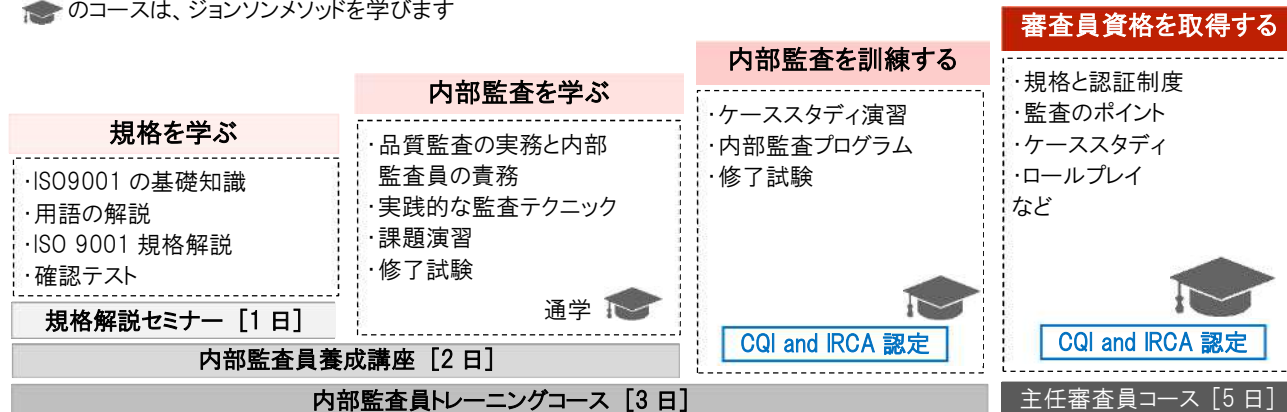 のコースは、ジョンソンメソッドを学びます
規格を学ぶ
・ISO9001 の基礎知識
・用語の解説
・ISO 9001 規格解説
・確認テスト
規格解説セミナー［1 日］
内部監査を学ぶ
・品質監査の実務と内部
監査員の責務
・実践的な監査テクニック
・課題演習
・修了試験
通学
内部監査員養成講座［2 日］
内部監査を訓練する
・ケーススタディ演習
・内部監査プログラム
・修了試験
CQI and IRCA 認定
内部監査員トレーニングコース［3 日］
審査員資格を取得する
・規格と認証制度
・監査のポイント
・ケーススタディ
・ロールプレイ
など
CQI and IRCA 認定
主任審査員コース［5 日］